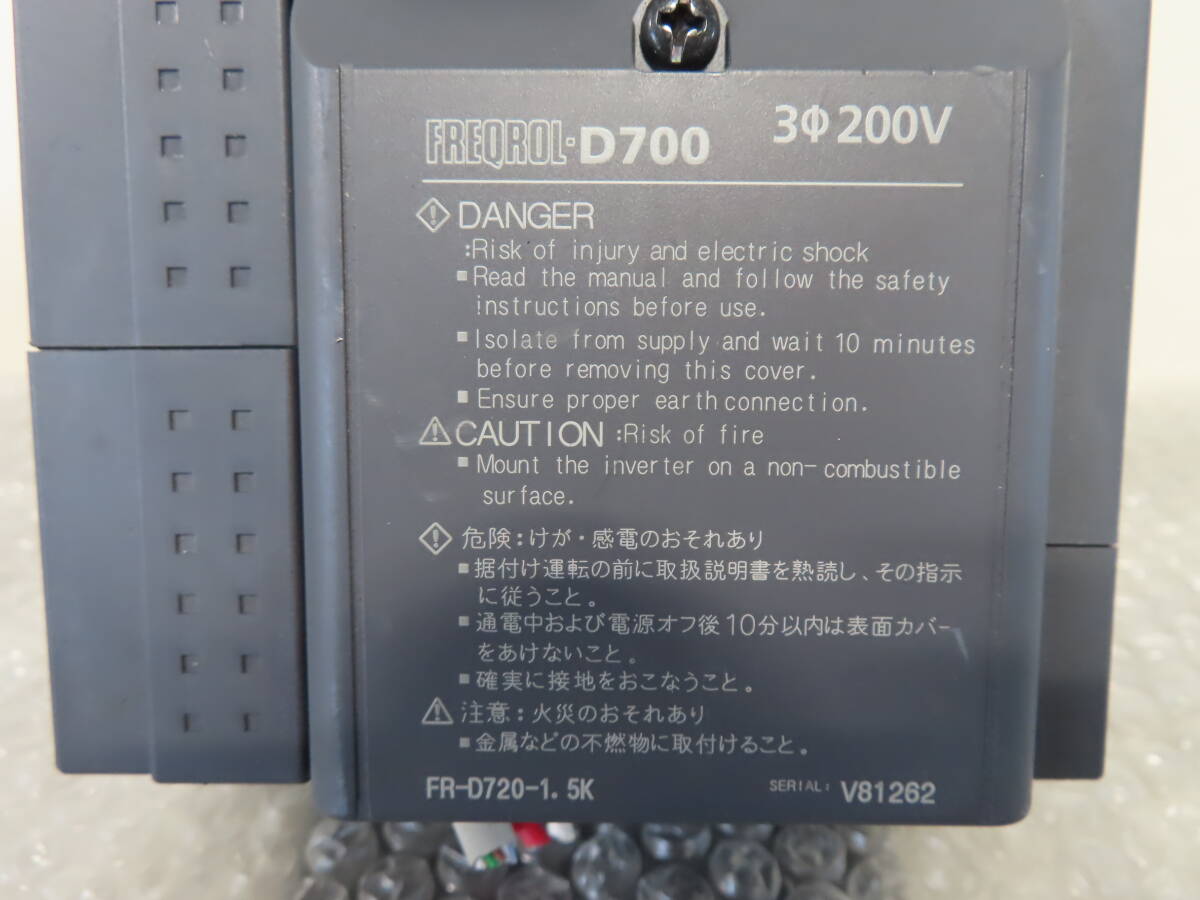 FREQROL-D700 3Φ200V
DANGER
:Risk of injury and electric shock
▪Read the manual and follow the safety
instructions before use.
▪Isolate from supply and wait 10 minutes
before removing this cover.
▪Ensure proper earth connection.
CAUTION :Risk of fire
▪Mount the inverter on a non-combustible
surface.
危険:けが・感電のおそれあり
▪据付け運転の前に取扱説明書を熟読し、その指示
に従うこと。
▪通電中および電源オフ後10分以内は表面カバー
をあけないこと。
▪確実に接地をおこなうこと。
注意:火災のおそれあり
▪金属などの不燃物に取付けること。
FR-D720-1.5K SERIAL: V81262